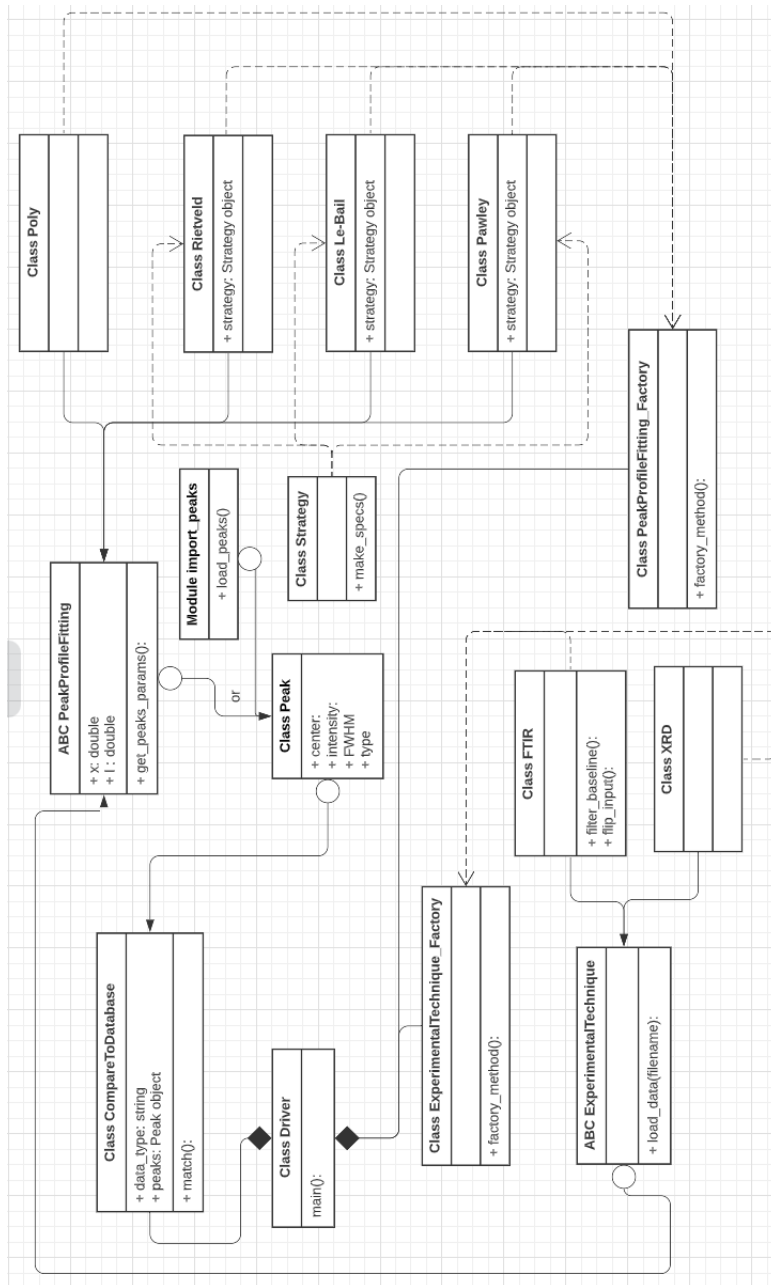 Class CompareToDatabase
+ data_type: string
+ peaks: Peak object
+ match():
ABC PeakProfileFitting
+ x: double
+ I : double
+ get_peaks_params():
Class Poly
Module import_peaks
+ load_peaks()
Class Rietveld
+ strategy: Strategy object
or
Class Driver
main():
Class Peak
+ center:
+ intensity:
+ FWHM
+ type
Class Strategy
+ make_specs()
Class Le-Bail
+ strategy: Strategy object
Class ExperimentalTechnique_Factory
+ factory_method():
Class Pawley
+ strategy: Strategy object
Class FTIR
+ filter_baseline():
+ flip_input():
ABC ExperimentalTechnique
+ load_data(filename):
Class XRD
Class PeakProfileFitting_Factory
+ factory_method():